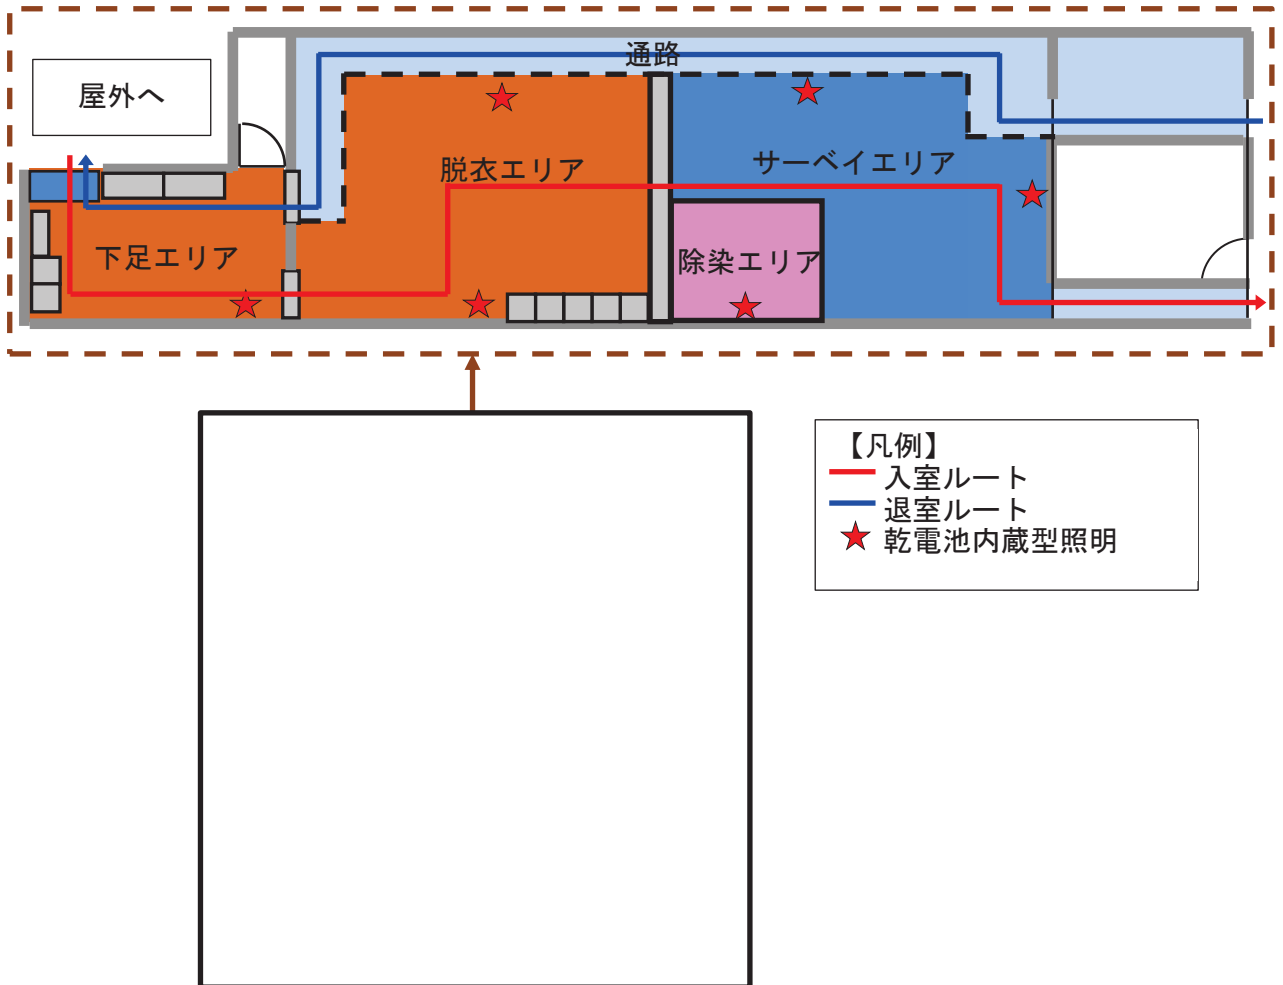 通路
屋外へ
脱衣エリア
サーベイエリア
下足エリア
除染エリア
【凡例】
入室ルート
退室ルート
乾電池内蔵型照明